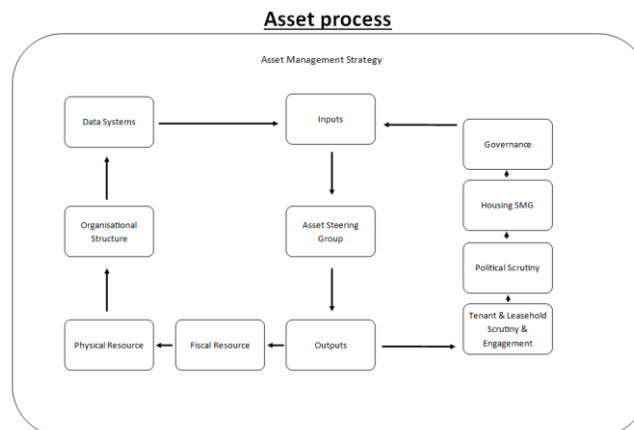 Asset process
Asset Management Strategy
Data Systems
Inputs
Governance
Housing SMG
Organisational
Structure
Asset Steering
Group
Political Scrutiny
Tenant & Leasehold
Scrutiny &
Engagement
Physical Resource
Fiscal Resource
Outputs